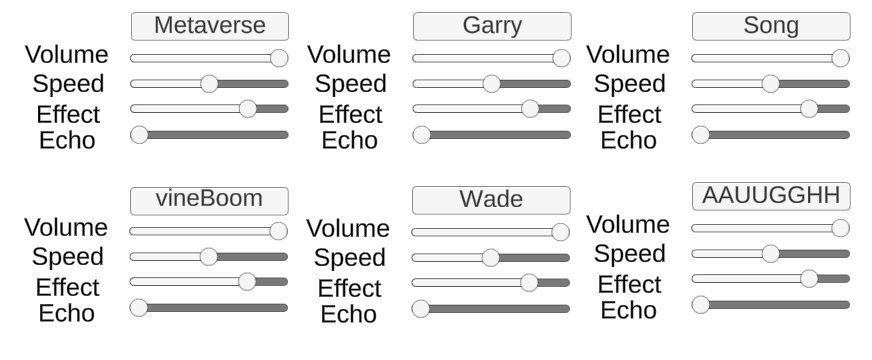 Metaverse
Volume
Speed
Effect
Echo
Garry
Volume
Speed
Effect
Echo
Song
Volume
Speed
Effect
Echo
vineBoom
Volume
Speed
Effect
Echo
Wade
Volume
Speed
Effect
Echo
AAUUGGHH
Volume
Speed
Effect
Echo